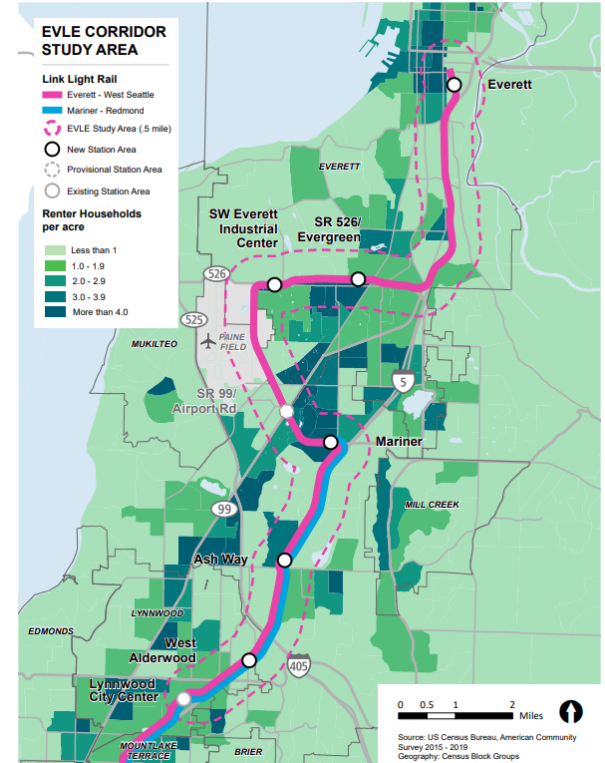 EVLE CORRIDOR
STUDY AREA
Link Light Rail
Everett - West Seattle
Mariner - Redmond
EVLE Study Area (.5 mile)
New Station Area
Provisional Station Area
Existing Station Area
Renter Households
per acre
Less than 1
1.0 - 1.9
2.0 - 2.9
3.0 - 3.9
More than 4.0
Everett
EVERETT
SW Everett
Industrial
Center
SR 526/
Evergreen
526
525
MUKILTEO
PAINE
FIELD
5
SR 99/
Airport Rd
Mariner
99
MILL CREEK
Ash Way
LYNNWOOD
EDMONDS
West
Alderwood
405
Lynnwood
City Center
MOUNTLAKE
TERRACE
BRIER
0 0.5 1 2
Miles
Source: US Census Bureau, American Community
Survey 2015 - 2019
Geography: Census Block Groups